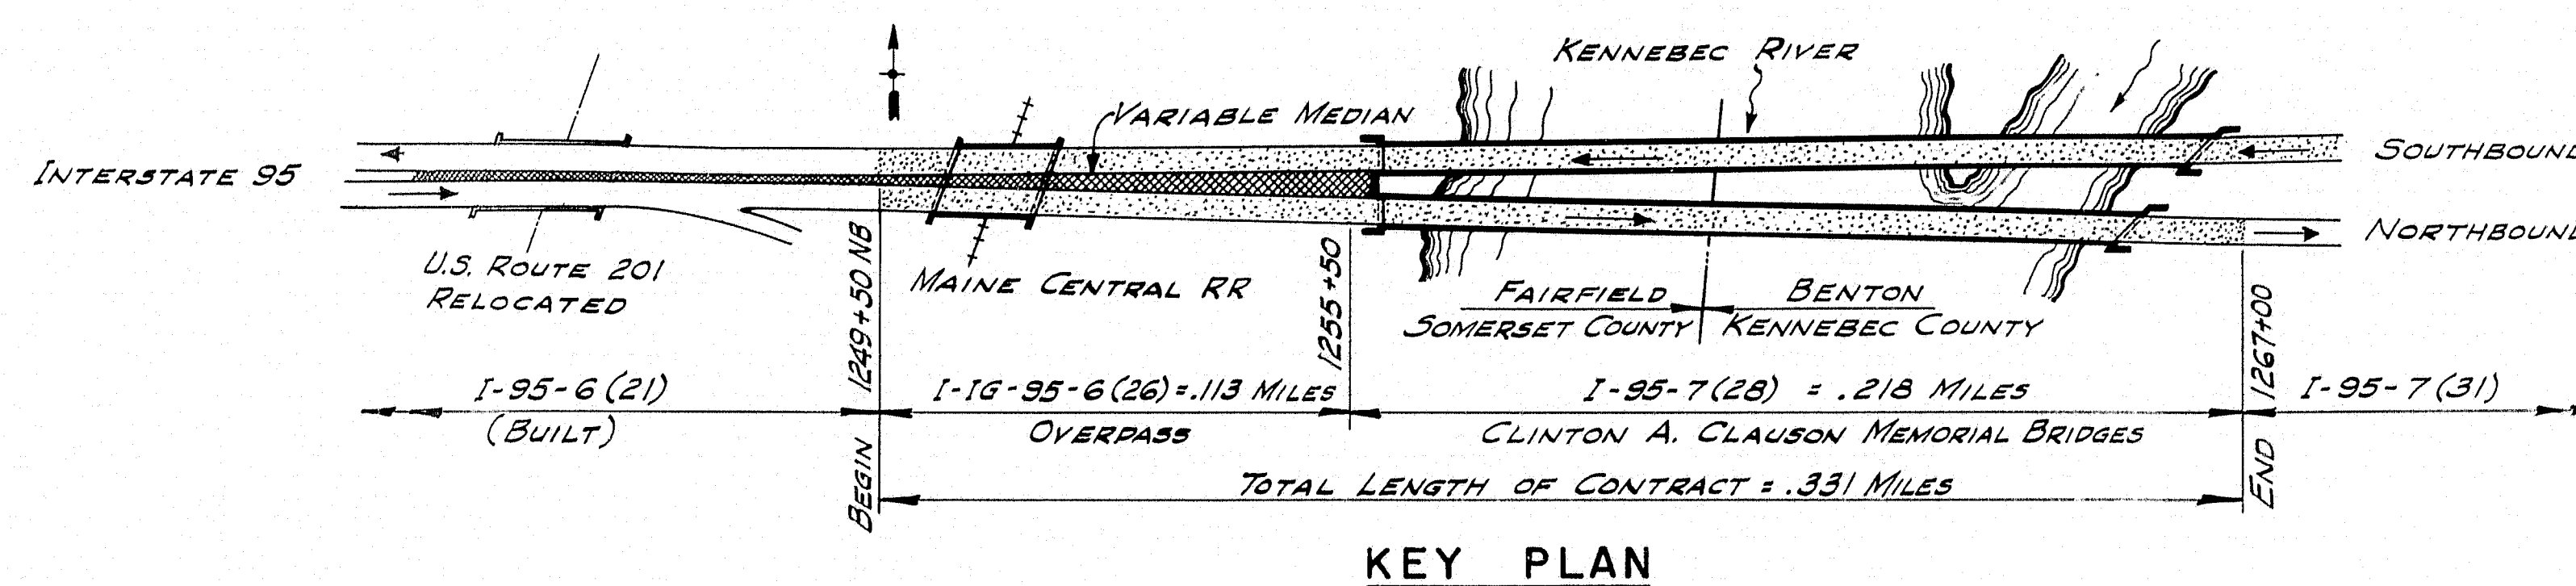 KENNEBEC RIVER
VARIABLE MEDIAN
INTERSTATE 95
SOUTHBOUND
NORTHBOUND
U.S. ROUTE 201
RELOCATED
MAINE CENTRAL RR
FAIRFIELD
SOMERSET COUNTY
BENTON
KENNEBEC COUNTY
BEGIN 1249+50 NB
1255+50
END 1267+00
I-95-6 (21)
(BUILT)
I-IG-95-6(26)=.113 MILES
OVERPASS
I-95-7(28) = .218 MILES
CLINTON A. CLAUSON MEMORIAL BRIDGES
I-95-7(31)
TOTAL LENGTH OF CONTRACT = .331 MILES
KEY PLAN